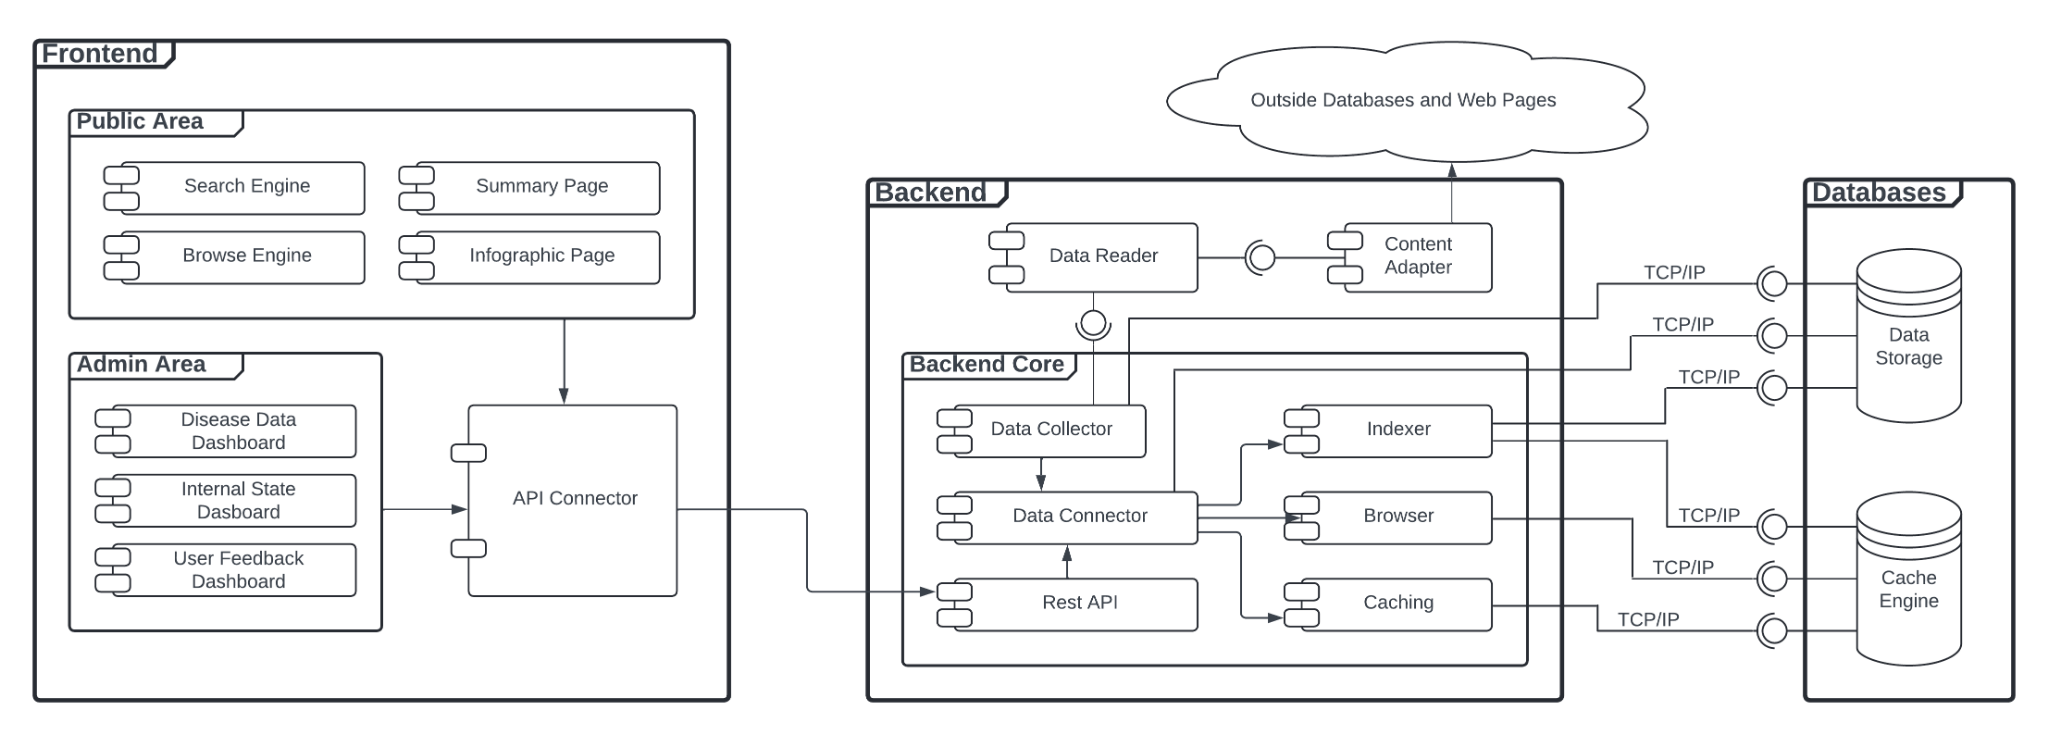 Frontend
Public Area
Search Engine
Summary Page
Browse Engine
Infographic Page
Admin Area
Disease Data
Dashboard
Internal State
Dasboard
User Feedback
Dashboard
API Connector
Outside Databases and Web Pages
Backend
Data Reader
Content
Adapter
Backend Core
Data Collector
Indexer
Data Connector
Browser
Rest API
Caching
TCP/IP
TCP/IP
TCP/IP
TCP/IP
TCP/IP
TCP/IP
Databases
Data
Storage
Cache
Engine